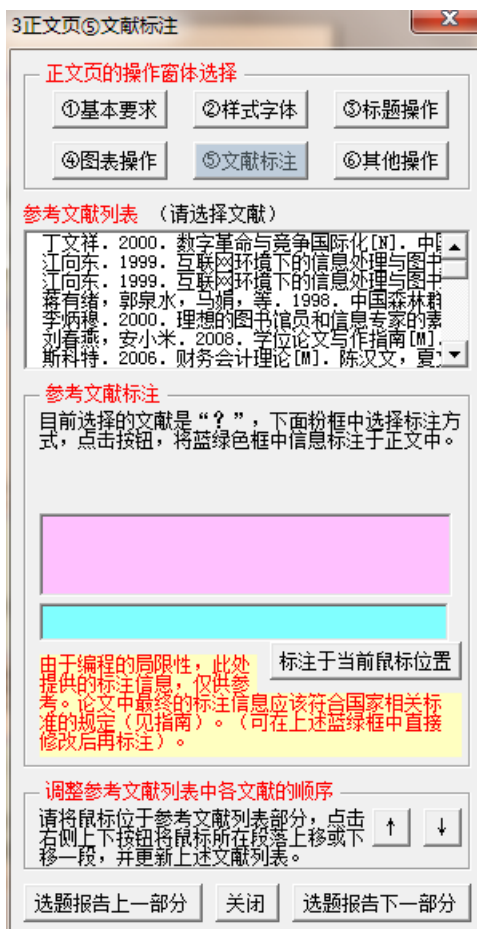 3正文页⑤文献标注
正文页的操作窗体选择
①基本要求 ②样式字体 ③标题操作
④图表操作 ⑤文献标注 ⑥其他操作
参考文献列表 (请选择文献)
丁文祥. 2000. 数字革命与竞争国际化[N]. 中
江向东. 1999. 互联网环境下的信息处理与图书
江向东. 1999. 互联网环境下的信息处理与图书
蒋有绪, 郭泉水, 马娟, 等. 1998. 中国森林群
李炳穆. 2000. 理想的图书馆员和信息专家的素
刘春燕, 安小米. 2008. 学位论文写作指南[M].
斯科特. 2006. 财务会计理论[M]. 陈汉文, 夏
参考文献标注
目前选择的文献是“?”, 下面粉框中选择标注方
式, 点击按钮, 将蓝绿色框中信息标注于正文中。
标注于当前鼠标位置
由于编程的局限性, 此处
提供的标注信息, 仅供参
考。论文中最终的标注信息应该符合国家相关标
准的规定(见指南)。(可在上述蓝绿框中直接
修改后再标注)。
调整参考文献列表中各文献的顺序
请将鼠标位于参考文献列表部分, 点击
右侧上下按钮将鼠标所在段落上移或下
移一段, 并更新上述文献列表。
↑ ↓
选题报告上一部分 关闭 选题报告下一部分